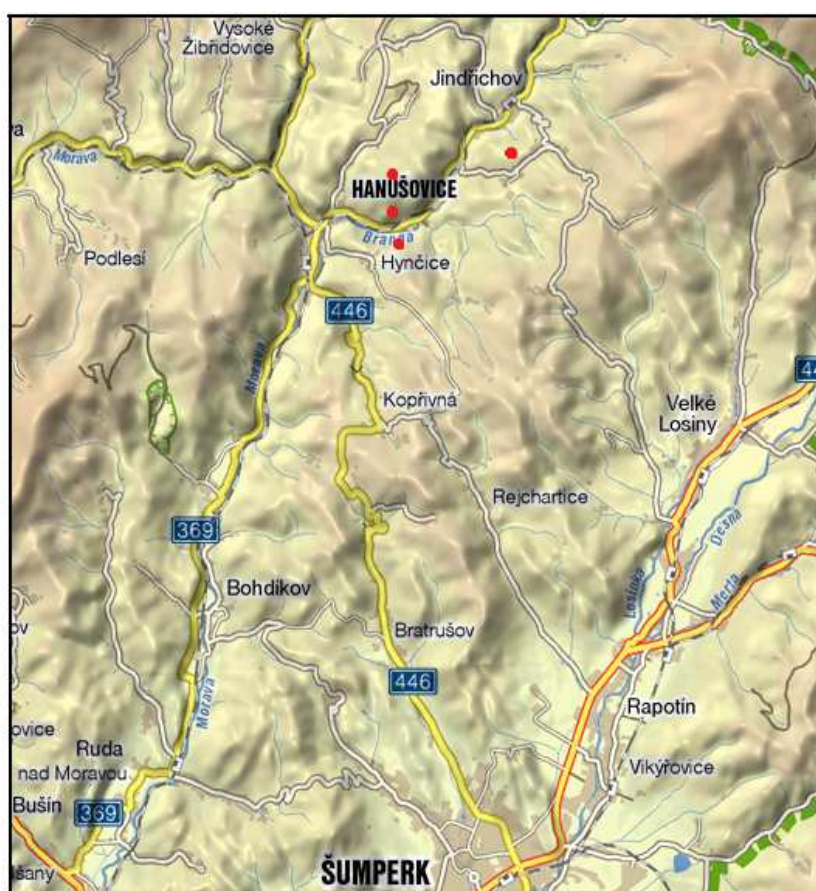 Vysoké
Žibřidovice
Jindřichov
Morava
HANUŠOVICE
Branná
Hynčice
Podlesí
446
Morava
Kopřivná
Velké
Losiny
Rejchartice
369
Desná
Losinka
Merta
Bohdíkov
Bratrušov
446
Morava
Rapotín
Ruda
nad Moravou
Vikýřovice
Bušín
369
ŠUMPERK